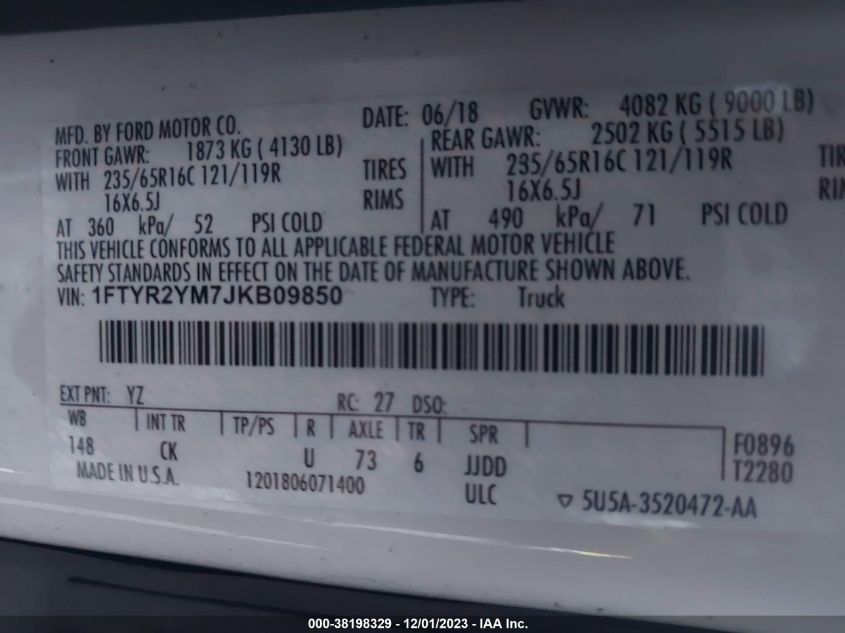 MFD. BY FORD MOTOR CO.
DATE: 06/18 GVWR: 4082 KG ( 9000 LB)
FRONT GAWR: 1873 KG ( 4130 LB) REAR GAWR: 2502 KG ( 5515 LB)
WITH 235/65R16C 121/119R TIRES WITH 235/65R16C 121/119R
16X6.5J RIMS 16X6.5J
AT 360 kPa/ 52 PSI COLD AT 490 kPa/ 71 PSI COLD
THIS VEHICLE CONFORMS TO ALL APPLICABLE FEDERAL MOTOR VEHICLE
SAFETY STANDARDS IN EFFECT ON THE DATE OF MANUFACTURE SHOWN ABOVE.
VIN: 1FTYR2YM7JKB09850 TYPE: Truck
EXT PNT: YZ RC: 27 DSO:
WB INT TR TP/PS R AXLE TR SPR
148 CK U 73 6 JJDD
F0896
T2280
MADE IN U.S.A. 1201806071400 ULC 5U5A-3520472-AA
000-38198329 - 12/01/2023 - IAA Inc.